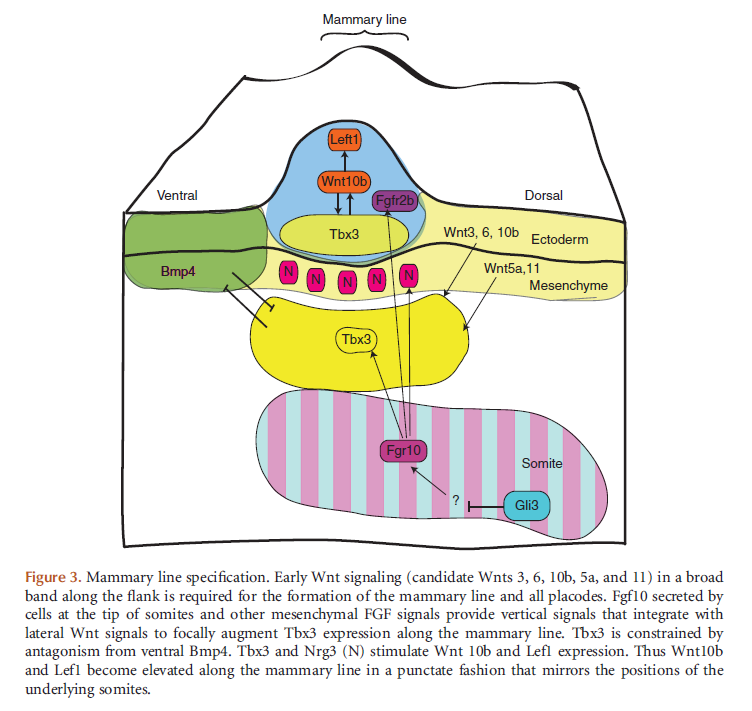 Mammary line
Left1
Wnt10b
Ventral
Fgfr2b
Dorsal
Tbx3
Wnt3, 6, 10b
Ectoderm
Bmp4
N
N
N
N
N
Wnt5a,11
Mesenchyme
Tbx3
Fgr10
Somite
?
Gli3
Figure 3. Mammary line specification. Early Wnt signaling (candidate Wnts 3, 6, 10b, 5a, and 11) in a broad
band along the flank is required for the formation of the mammary line and all placodes. Fgf10 secreted by
cells at the tip of somites and other mesenchymal FGF signals provide vertical signals that integrate with
lateral Wnt signals to focally augment Tbx3 expression along the mammary line. Tbx3 is constrained by
antagonism from ventral Bmp4. Tbx3 and Nrg3 (N) stimulate Wnt 10b and Lef1 expression. Thus Wnt10b
and Lef1 become elevated along the mammary line in a punctate fashion that mirrors the positions of the
underlying somites.